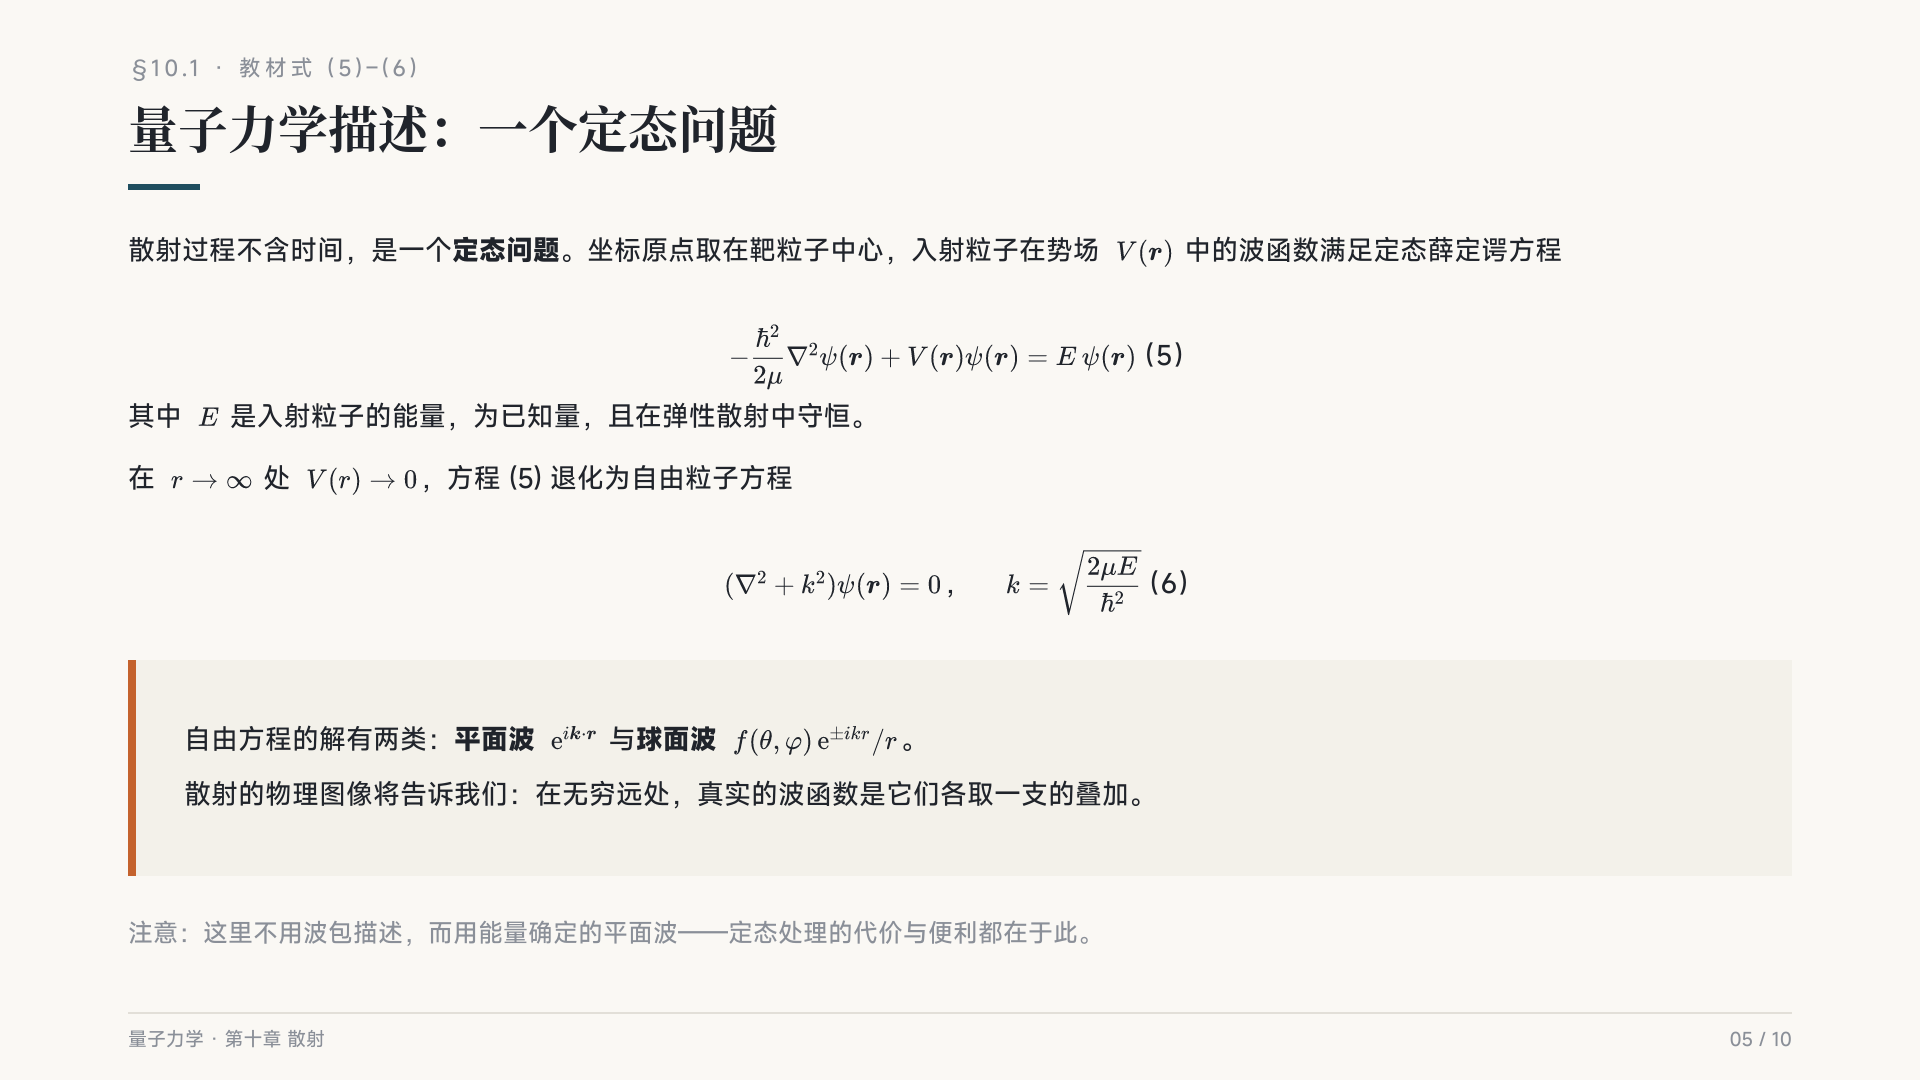 §10.1 · 教材式 (5)–(6)
量子力学描述：一个定态问题
散射过程不含时间，是一个定态问题。坐标原点取在靶粒子中心，入射粒子在势场 V(r) 中的波函数满足定态薛定谔方程
−ħ²/2μ ∇²ψ(r) + V(r)ψ(r) = E ψ(r) (5)
其中 E 是入射粒子的能量，为已知量，且在弹性散射中守恒。
在 r → ∞ 处 V(r) → 0，方程 (5) 退化为自由粒子方程
(∇² + k²)ψ(r) = 0， k = √(2μE/ħ²) (6)
自由方程的解有两类：平面波 e^{ik·r} 与球面波 f(θ, φ) e^{±ikr}/r。
散射的物理图像将告诉我们：在无穷远处，真实的波函数是它们各取一支的叠加。
注意：这里不用波包描述，而用能量确定的平面波——定态处理的代价与便利都在于此。
量子力学 · 第十章 散射
05 / 10